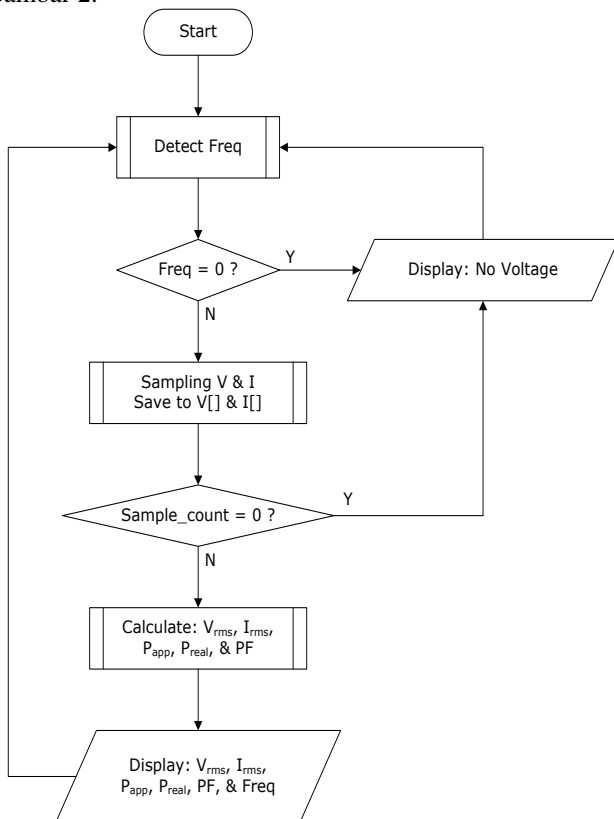 Start
Detect Freq
Freq = 0 ?
Y
Display: No Voltage
N
Sampling V & I
Save to V[] & I[]
Sample_count = 0 ?
Y
N
Calculate: Vrms, Irms,
Papp, Preal, & PF
Display: Vrms, Irms,
Papp, Preal, PF, & Freq